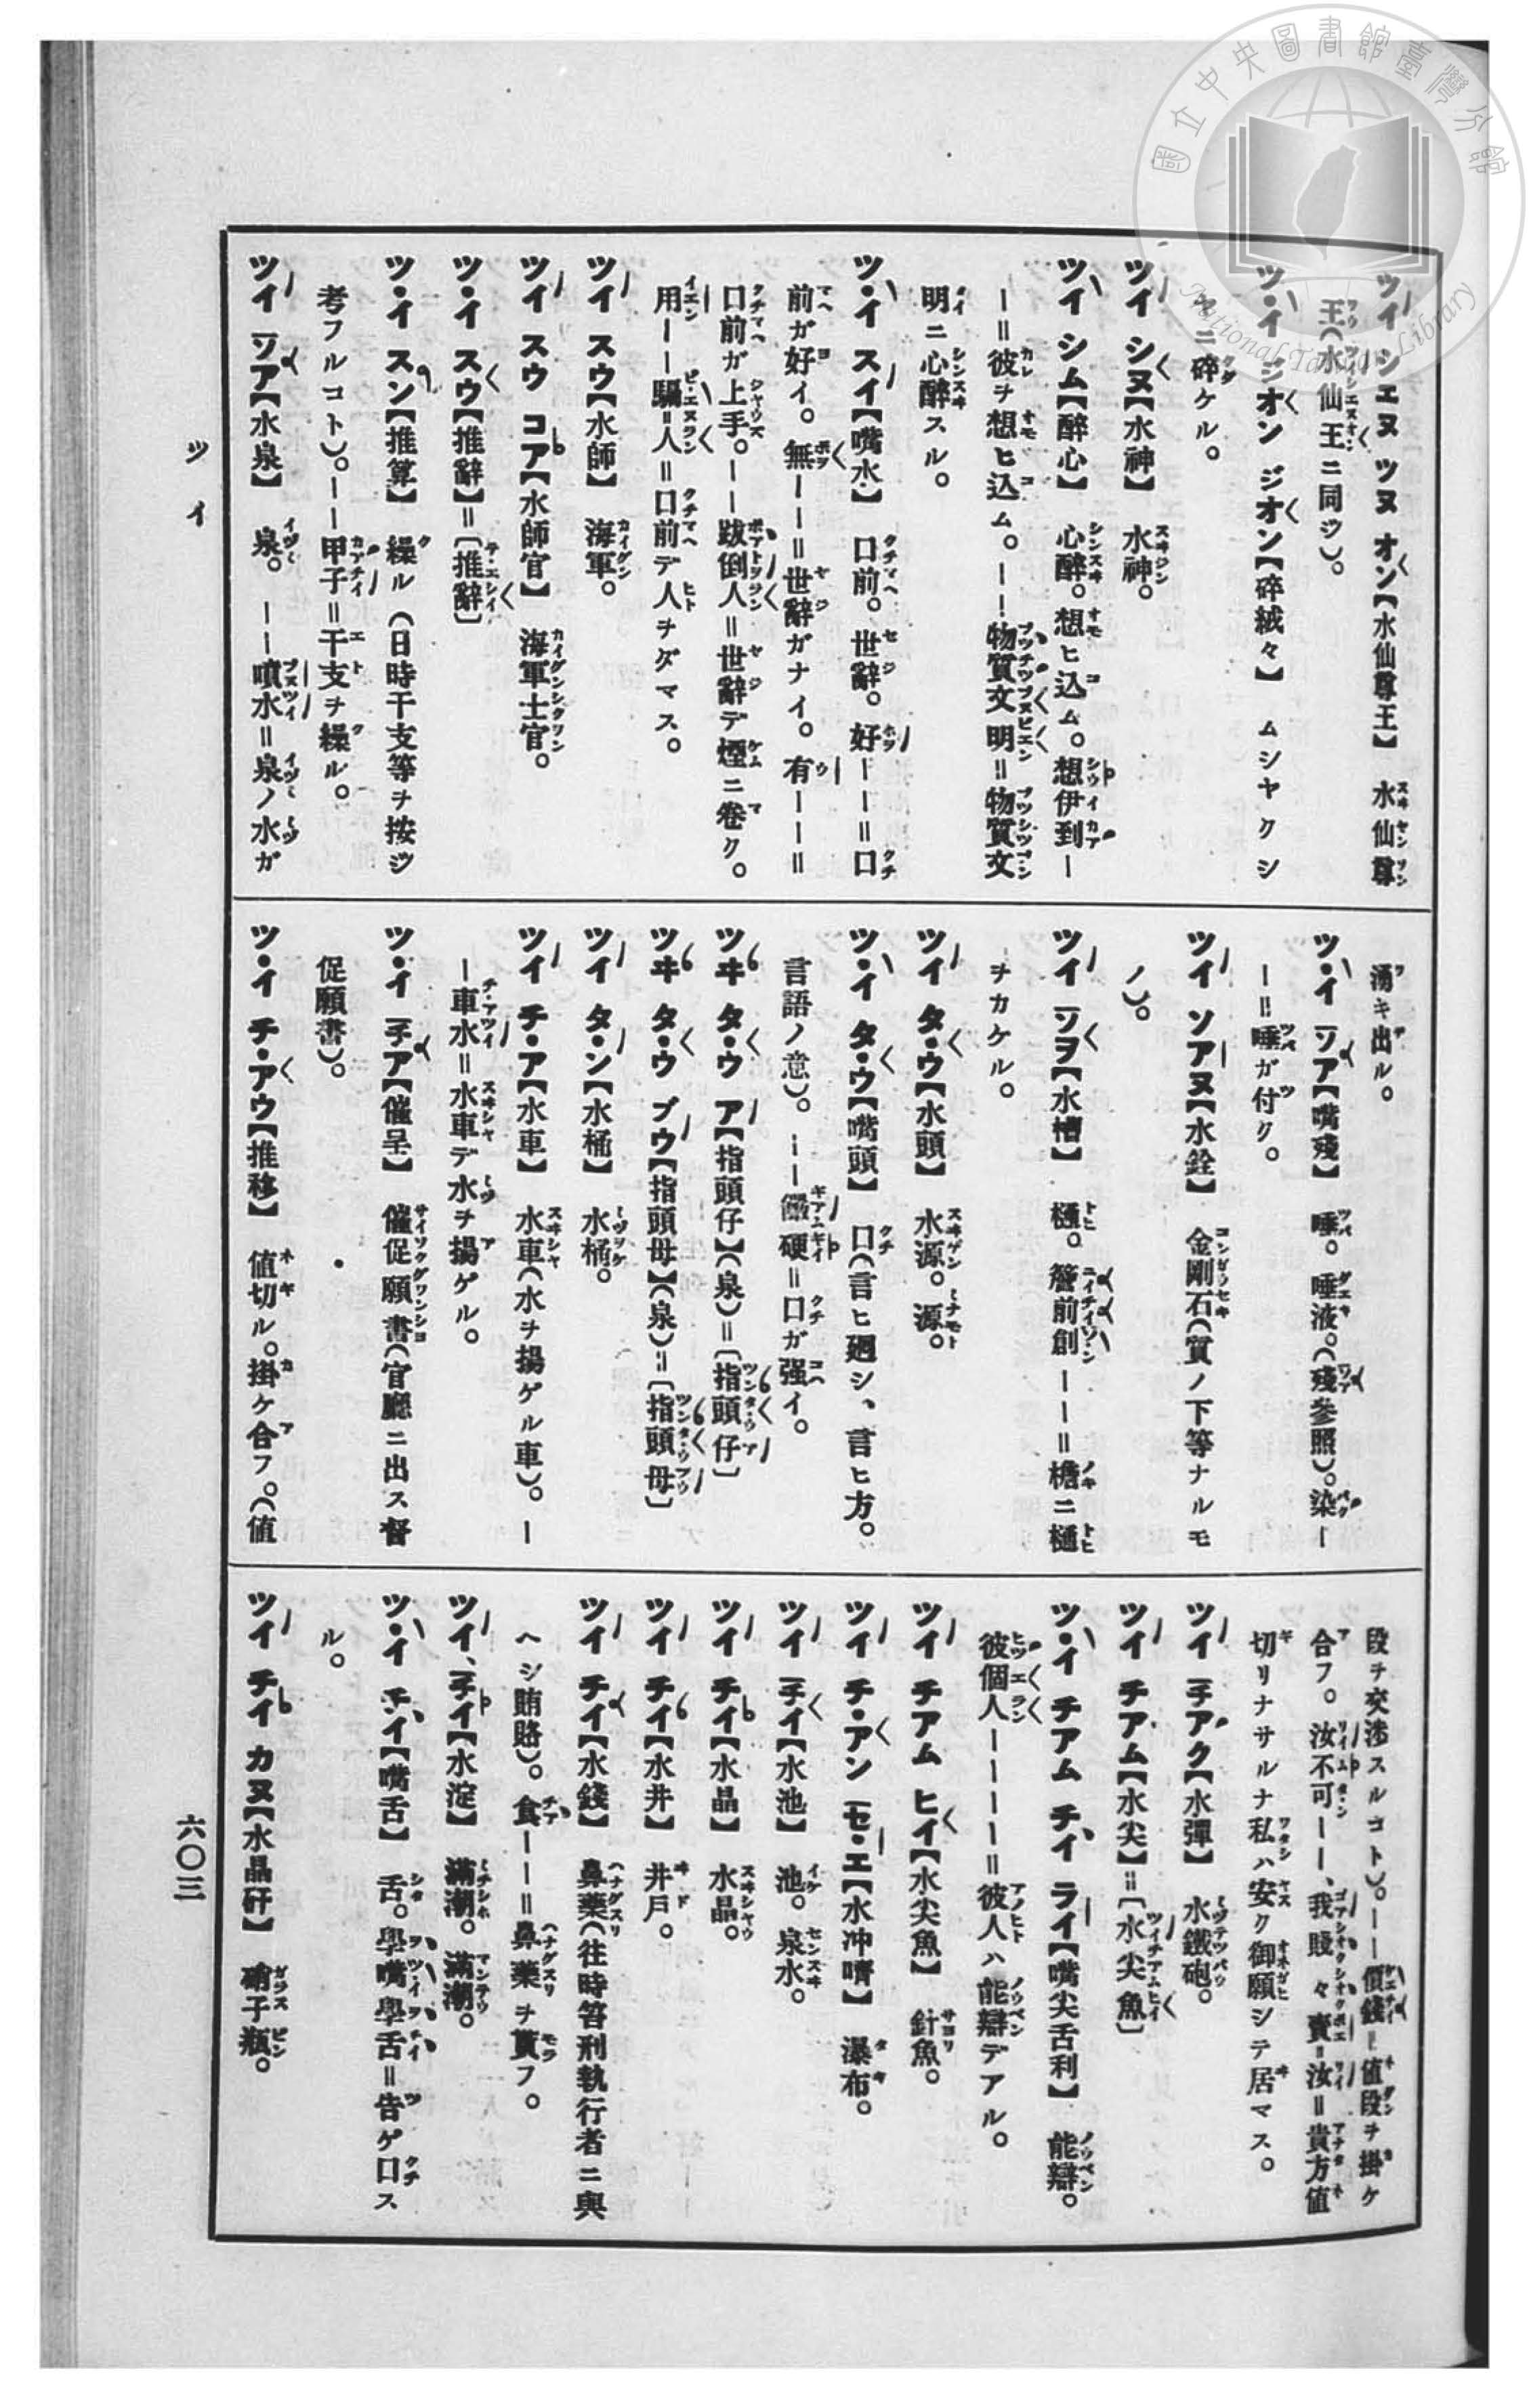 國立中央圖書館臺灣分館
National Taiwan Library
ツイ シエヌ ツヌ オン【水仙尊王】 水仙尊
王(水仙王ニ同ジ)。
ツ・イ ジオン ジオン【碎絨々】 ムシヤクシ
ヤニ碎ケル。
ツイ シヌ【水神】 水神。
ツイ シム【醉心】 心醉。想ヒ込ム。想伊到ー
ー=彼ヲ想ヒ込ム。ーー物質文明=物質文
明ニ心醉スル。
ツ・イ スイ【嘴水】 口前。世辭。好ーー=口
前ガ好イ。無ーー=世辭ガナイ。有ーー=
口前ガ上手。ーー跋倒人=世辭デ煙ニ卷ク。
用ーー騙人=口前デ人ヲダマス。
ツイ スウ【水師】 海軍。
ツイ スウ コア【水師官】 海軍士官。
ツ・イ スウ【推辭】=〔推辭〕
ツ・イ スン【推算】 繰ル(日時干支等ヲ按ジ
考フルコト)。ーー甲子=干支ヲ繰ル。
ツイ ツア【水泉】 泉。ーー噴水=泉ノ水ガ
湧キ出ル。
ツ・イ ツア【嘴殘】 唾。唾液。(殘參照)。染ー
ー=唾ガ付ク。
ツイ ソアヌ【水銓】 金剛石(質ノ下等ナルモ
ノ)。
ツイ ソヲ【水槽】 樋。簷前創ーー=檐ニ樋
ヲカケル。
ツイ タ・ウ【水頭】 水源。源。
ツ・イ タ・ウ【嘴頭】 口(言ヒ廻シ、言ヒ方。
言語ノ意)。ーー硬=口ガ强イ。
ツヰ タ・ウ ア【指頭仔】(泉)=〔指頭仔〕
ツヰ タ・ウ ブウ【指頭母】(泉)=〔指頭母〕
ツイ タ・ン【水桶】 水桶。
ツイ チ・ア【水車】 水車(水ヲ揚ゲル車)。ー
ー車水=水車デ水ヲ揚ゲル。
ツ・イ チア【催呈】 催促願書(官廳ニ出ス督
促願書)。
ツ・イ チ・アウ【推移】 値切ル。掛ケ合フ。(値
段ヲ交渉スルコト)。ーー價錢=値段ヲ掛ケ
合フ。汝不可ーー、我賤々賣汝=貴方値
切リナサルナ私ハ安ク御願シテ居マス。
ツイ チアク【水彈】 水鐵砲。
ツイ チアム【水尖】=〔水尖魚〕
ツ・イ チアム チイ ライ【嘴尖舌利】 能辯。
彼個人ーーーー=彼人ハ能辯デアル。
ツイ チアム ヒイ【水尖魚】 針魚。
ツイ チ・アン セ・エ【水冲嚌】 瀑布。
ツイ チイ【水池】 池。泉水。
ツイ チイ【水晶】 水晶。
ツイ チイ【水井】 井戶。
ツイ チイ【水錢】 鼻藥(往時笞刑執行者ニ與
ヘシ賄賂)。食ーー=鼻藥ヲ貰フ。
ツイ、チイ【水淀】 滿潮。滿潮。
ツ・イ チイ【嘴舌】 舌。學嘴學舌=告ゲ口ス
ル。
ツイ チイ カヌ【水晶矸】 硝子瓶。
ツイ
六〇三